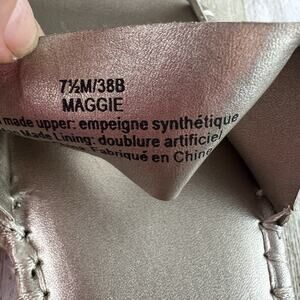 7½M/38B
MAGGIE
made upper: empeigne synthétique
Made Lining: doublure artificiel
Fabriqué en Chine